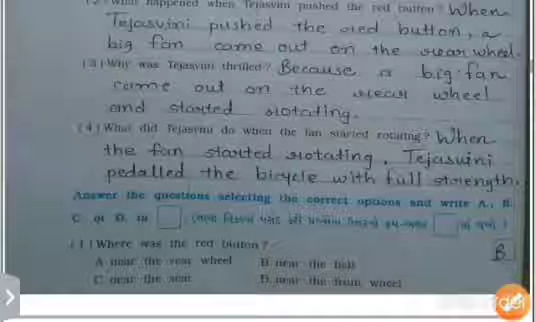 (2) What happened when Tejasvini pushed the red button? When
Tejasvini pushed the red button, a
big fan came out on the rear wheel.
(3) Why was Tejasvini thrilled? Because a big fan
came out on the rear wheel
and started rotating.
(4) What did Tejasvini do when the fan started rotating? When
the fan started rotating, Tejasvini
pedalled the bicycle with full strength.
Answer the questions selecting the correct options and write A, B,
C or D. in
(1) Where was the red button? B
A. near the rear wheel B. near the bell
C. near the seat D. near the front wheel